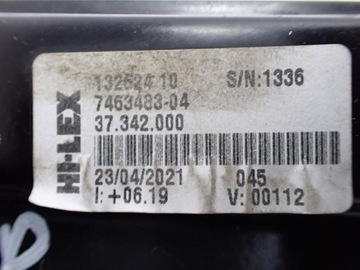 HI-LEX
132624 10 S/N:1336
7463483-04
37.342.000
23/04/2021 045
I: +06.19 V: 00112